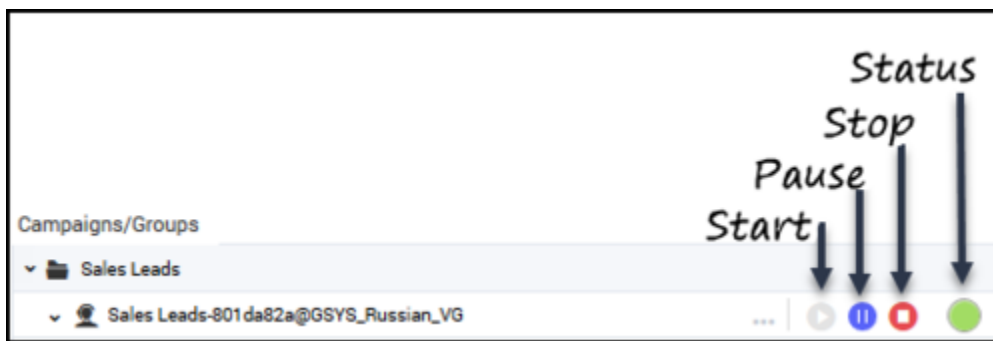 Status
Stop
Pause
Start
Campaigns/Groups
Sales Leads
Sales Leads-801da82a@GSYS_Russian_VG
...